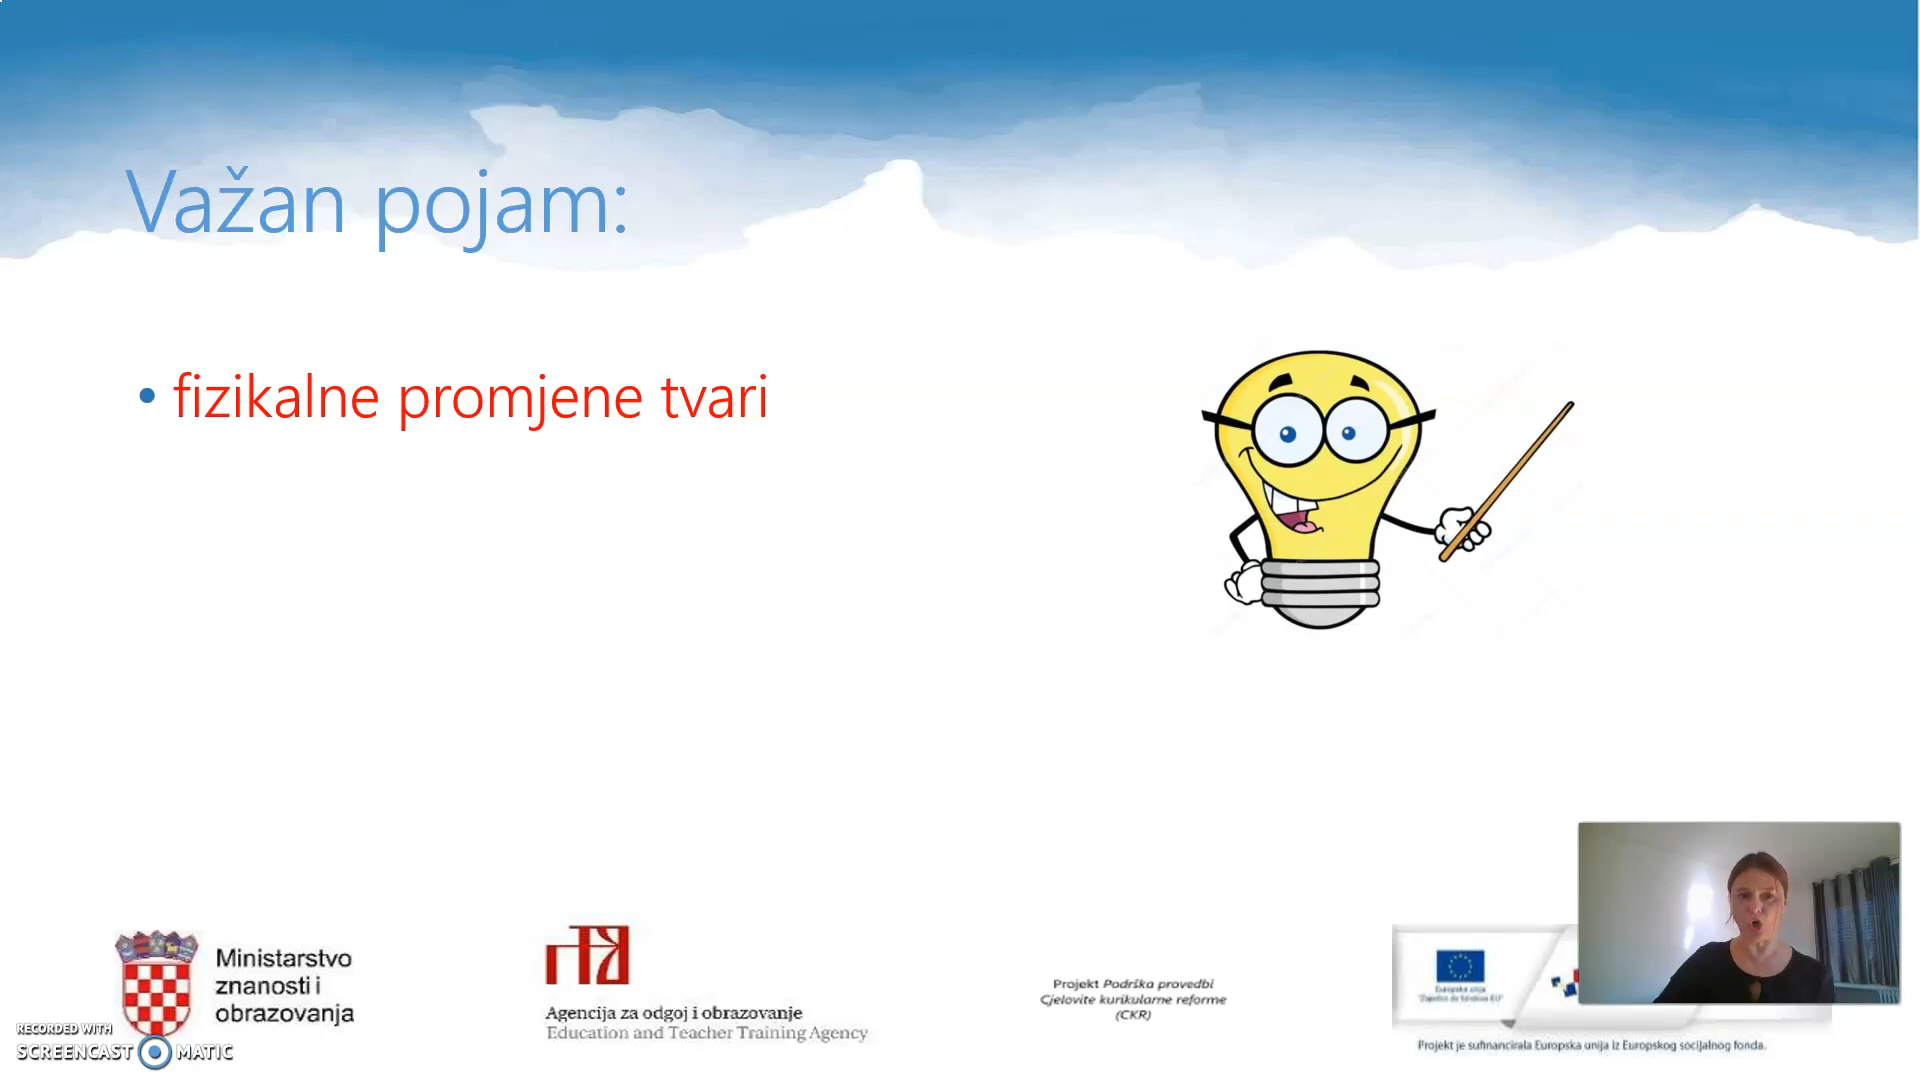 Važan pojam:
• fizikalne promjene tvari
Ministarstvo
znanosti i
obrazovanja
Agencija za odgoj i obrazovanje
Education and Teacher Training Agency
Projekt Podrška provedbi
Cjelovite kurikularne reforme
(CKR)
Europska unija
"Zajedno do fondova EU"
Projekt je sufinancirala Europska unija iz Europskog socijalnog fonda.
RECORDED WITH
SCREENCAST MATIC